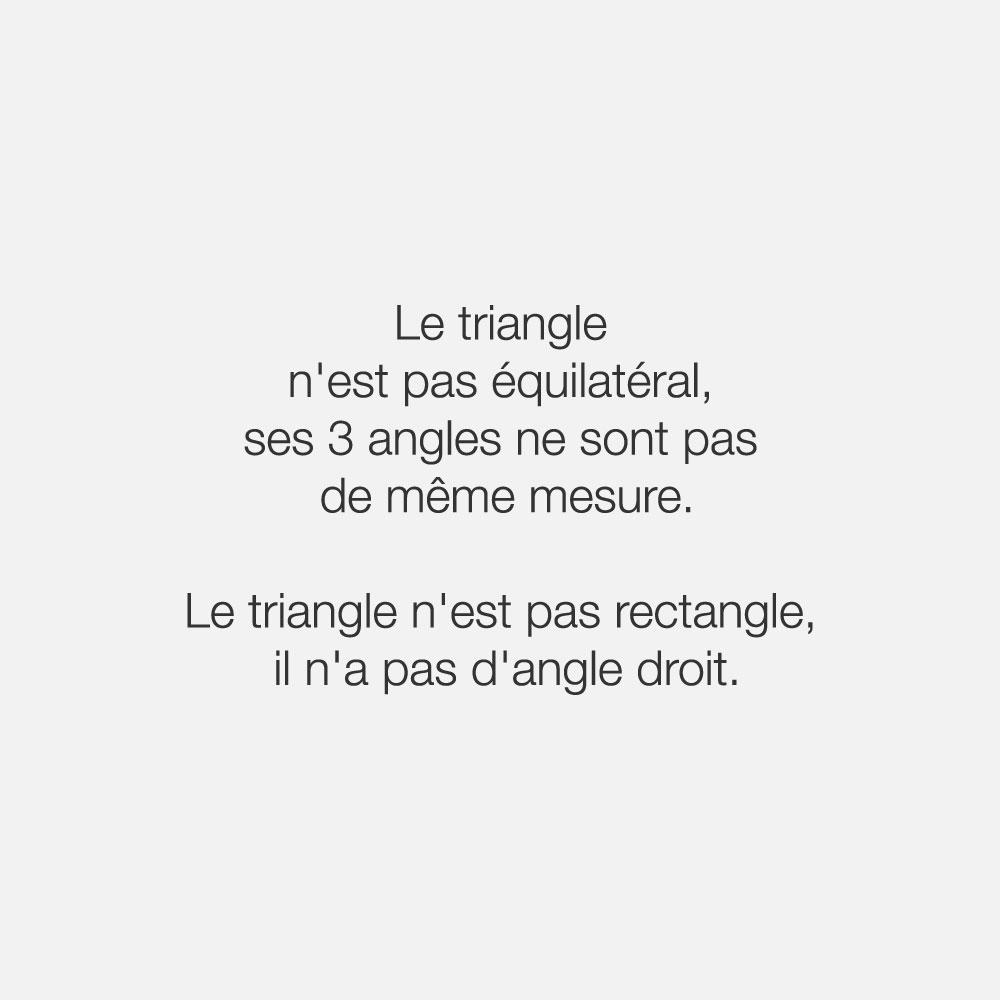 Le triangle
n'est pas équilatéral,
ses 3 angles ne sont pas
de même mesure.
Le triangle n'est pas rectangle,
il n'a pas d'angle droit.